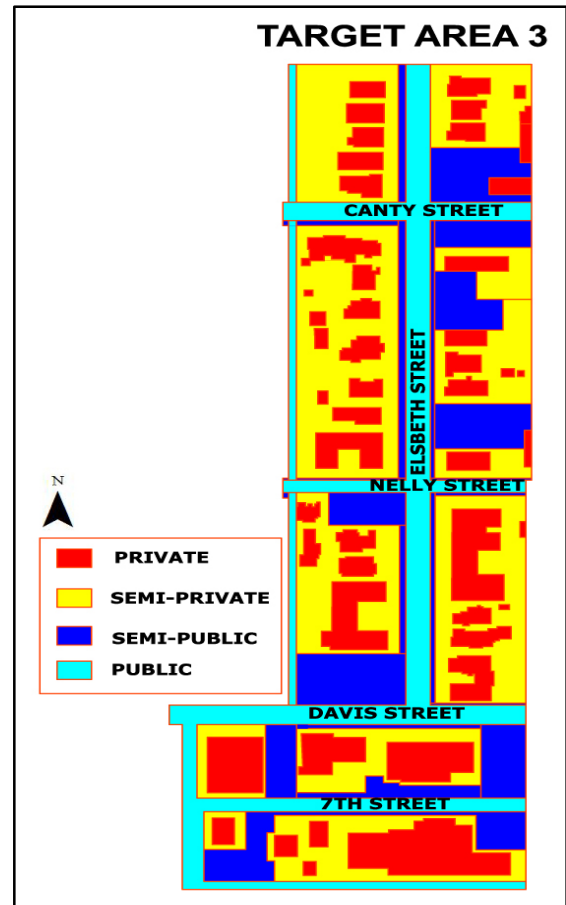 TARGET AREA 3
CANTY STREET
ELSBETH STREET
NELLY STREET
N
PRIVATE
SEMI-PRIVATE
SEMI-PUBLIC
PUBLIC
DAVIS STREET
7TH STREET